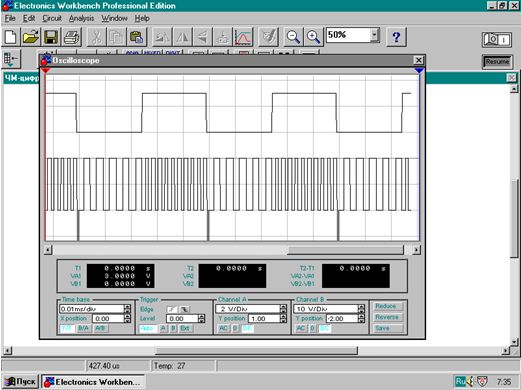 Electronics Workbench Professional Edition
File Edit Circuit Analysis Window Help
50%
Resume
Oscilloscope
T1 0.0000 s
VA1 3.0000 V
VB1 0.0000 V
T2 0.0000 s
VA2
VB2
T2-T1 0.0000 s
VA2-VA1
VB2-VB1
Time base
0.01ms/div
X position 0.00
Y/T B/A A/B
Trigger
Edge
Level 0.00
Auto A B Ext
Channel A
2 V/Div
Y position 1.00
AC 0 DC
Channel B
10 V/Div
Y position -2.00
AC 0 DC
Reduce
Reverse
Save
427.40 us Temp: 27
Пуск Electronics Workben... Ru 7:35